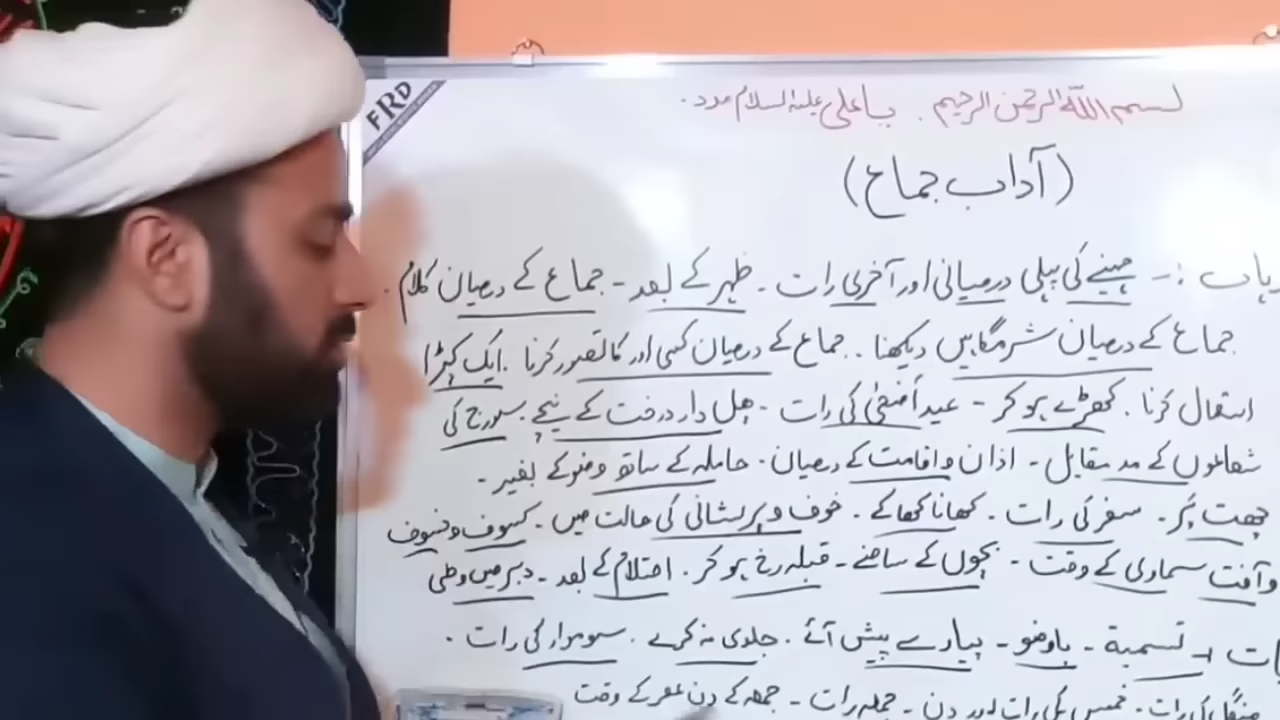 FRD
بسم اللہ الرحمن الرحیم . یا علی علیہ السلام مدد .
(آداب جماع)
مہینے کی پہلی درمیانی اور آخری رات ۔ ظہر کے بعد ۔ جماع کے درمیان کلام .
جماع کے درمیان شرمگاہیں دیکھنا . جماع کے درمیان کسی اور کا تصور کرنا . ایک کپڑا
استعمال کرنا . کھڑے ہو کر ۔ عید اضحیٰ کی رات ۔ پھل دار درخت کے نیچے . سورج کی
شعاعوں کے مد مقابل ۔ اذان و اقامت کے درمیان . حاملہ کے ساتھ وضو کے بغیر ۔
چھت پر . سفر کی رات . کھانا کھا کے . خوف و پریشانی کی حالت میں . کسوف و خسوف
و آفت سماوی کے وقت . بچوں کے سامنے ۔ قبلہ رخ ہو کر . احتلام کے بعد ۔ دبر میں وطی
تسمیۃ ۔ باوضو ۔ پیار سے پیش آئے . جلدی نہ کرے . سوموار کی رات .
منگل کی رات . خمیس کی رات اور دن ۔ جمعہ رات ۔ جمعہ کے دن عصر کے وقت